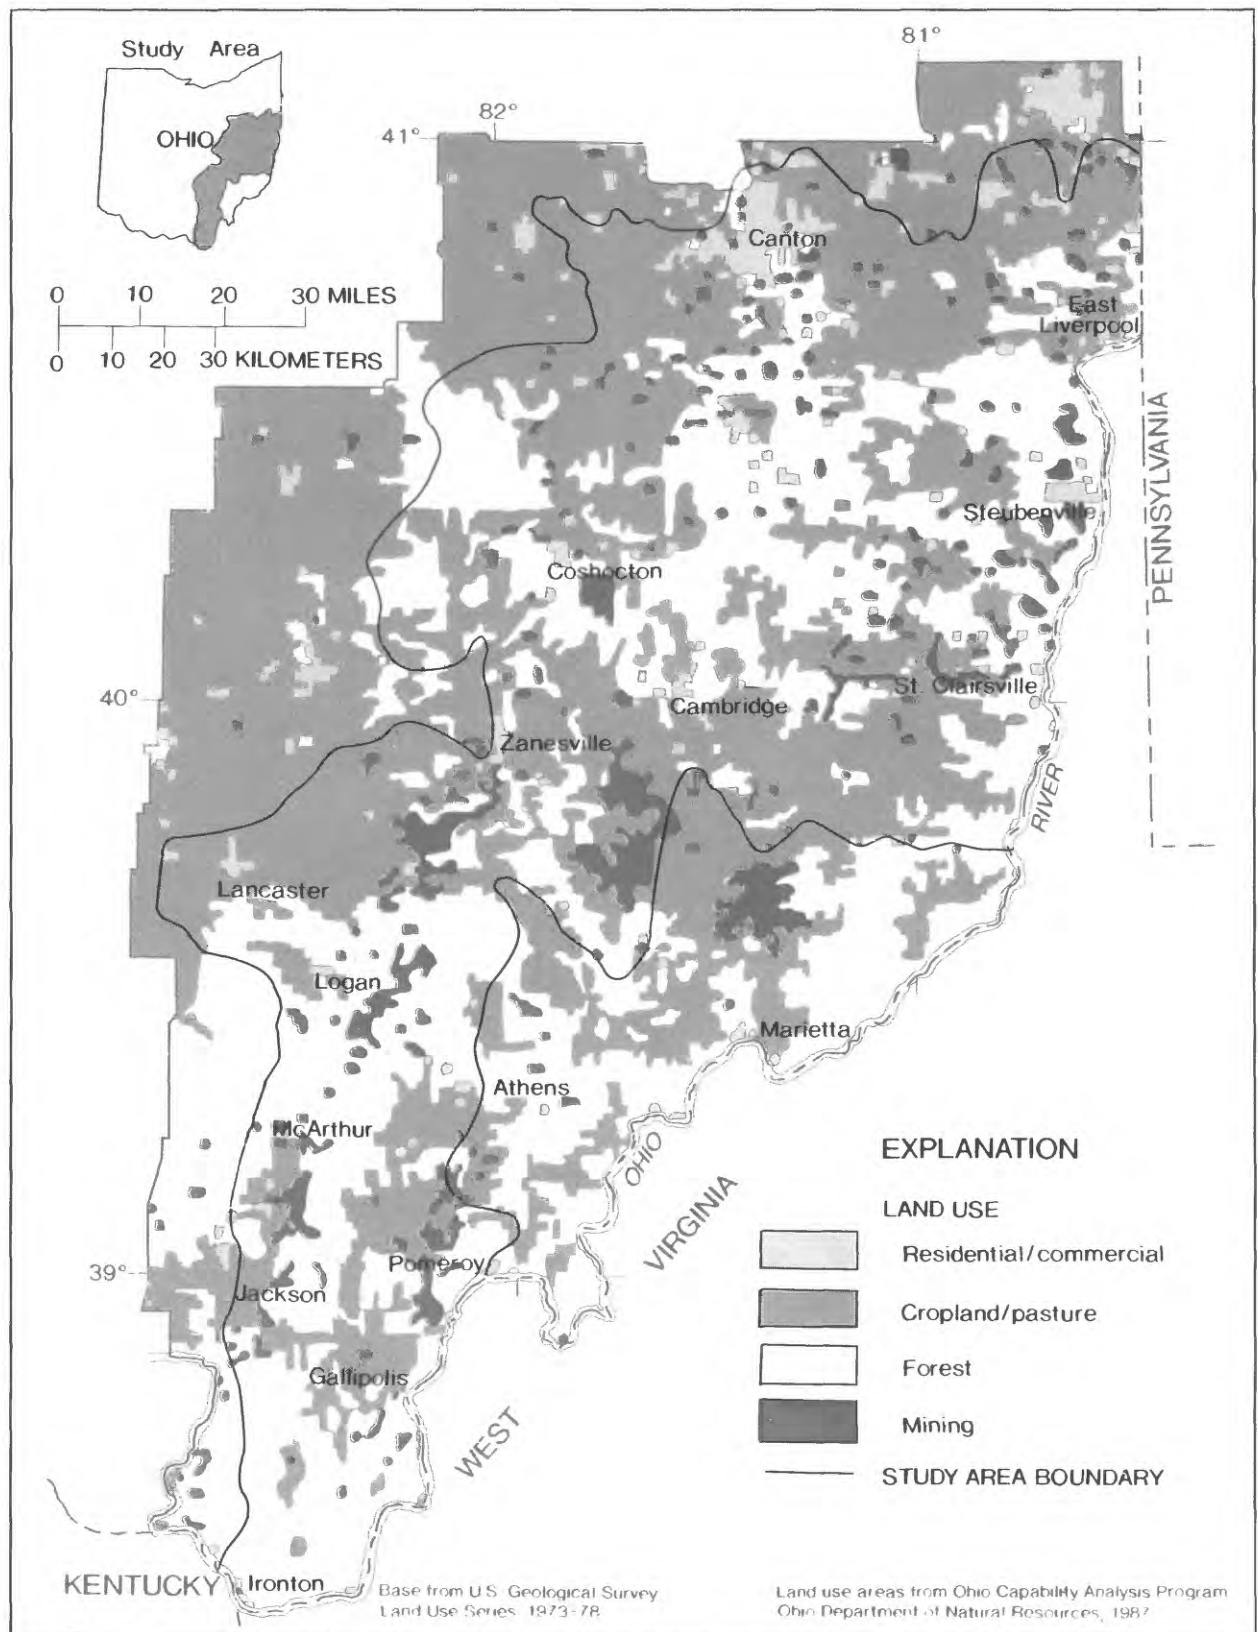 Study Area
OHIO
81°
82°
41°
0 10 20 30 MILES
0 10 20 30 KILOMETERS
Canton
East
Liverpool
PENNSYLVANIA
Steubenville
Coshocton
St. Clairsville
40°
Cambridge
Zanesville
RIVER
Lancaster
Logan
Marietta
Athens
McArthur
OHIO
VIRGINIA
EXPLANATION
LAND USE
Residential/commercial
Pomeroy
39°
Jackson
Cropland/pasture
Forest
Gallipolis
Mining
WEST
STUDY AREA BOUNDARY
KENTUCKY
Ironton
Base from U.S. Geological Survey
Land Use Series 1973-78
Land use areas from Ohio Capability Analysis Program
Ohio Department of Natural Resources, 1987